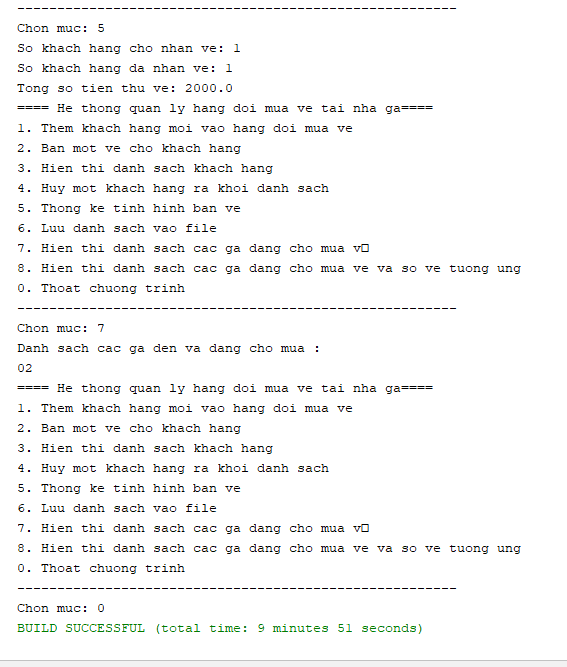 -------------------------------------------------------
Chon muc: 5
So khach hang cho nhan ve: 1
So khach hang da nhan ve: 1
Tong so tien thu ve: 2000.0
==== He thong quan ly hang doi mua ve tai nha ga====
1. Them khach hang moi vao hang doi mua ve
2. Ban mot ve cho khach hang
3. Hien thi danh sach khach hang
4. Huy mot khach hang ra khoi danh sach
5. Thong ke tinh hinh ban ve
6. Luu danh sach vao file
7. Hien thi danh sach cac ga dang cho mua v□
8. Hien thi danh sach cac ga dang cho mua ve va so ve tuong ung
0. Thoat chuong trinh
-------------------------------------------------------
Chon muc: 7
Danh sach cac ga den va dang cho mua :
02
==== He thong quan ly hang doi mua ve tai nha ga====
1. Them khach hang moi vao hang doi mua ve
2. Ban mot ve cho khach hang
3. Hien thi danh sach khach hang
4. Huy mot khach hang ra khoi danh sach
5. Thong ke tinh hinh ban ve
6. Luu danh sach vao file
7. Hien thi danh sach cac ga dang cho mua v□
8. Hien thi danh sach cac ga dang cho mua ve va so ve tuong ung
0. Thoat chuong trinh
-------------------------------------------------------
Chon muc: 0
BUILD SUCCESSFUL (total time: 9 minutes 51 seconds)